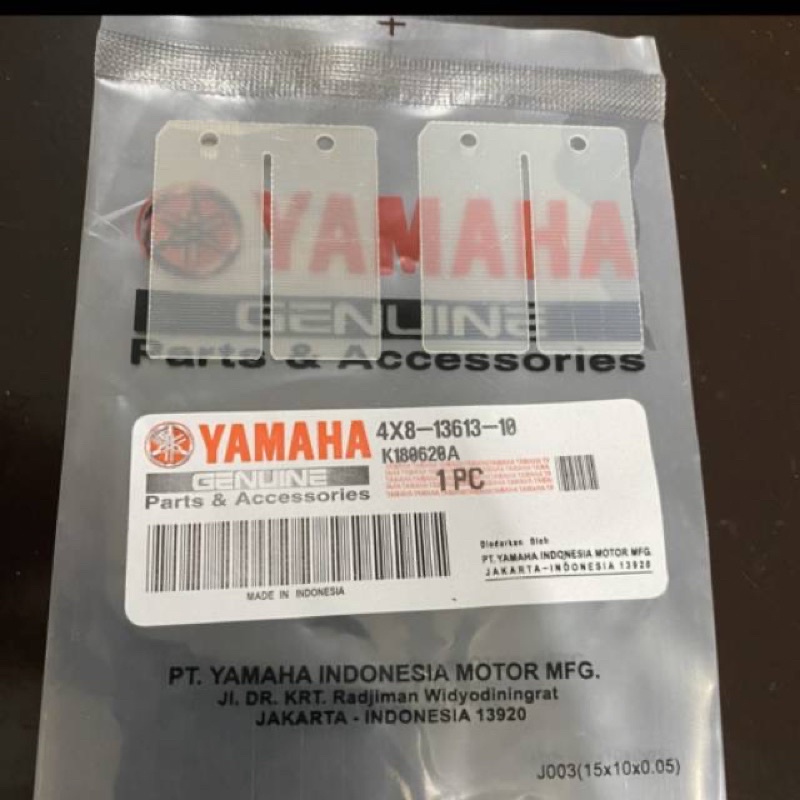 YAMAHA
GENUINE
Parts & Accessories
YAMAHA
GENUINE
Parts & Accessories
4X8-13613-10
K180620A
1 PC
MADE IN INDONESIA
Diedarkan Oleh
PT. YAMAHA INDONESIA MOTOR MFG.
JAKARTA-INDONESIA 13920
PT. YAMAHA INDONESIA MOTOR MFG.
Jl. DR. KRT. Radjiman Widyodiningrat
JAKARTA - INDONESIA 13920
J003(15x10x0.05)